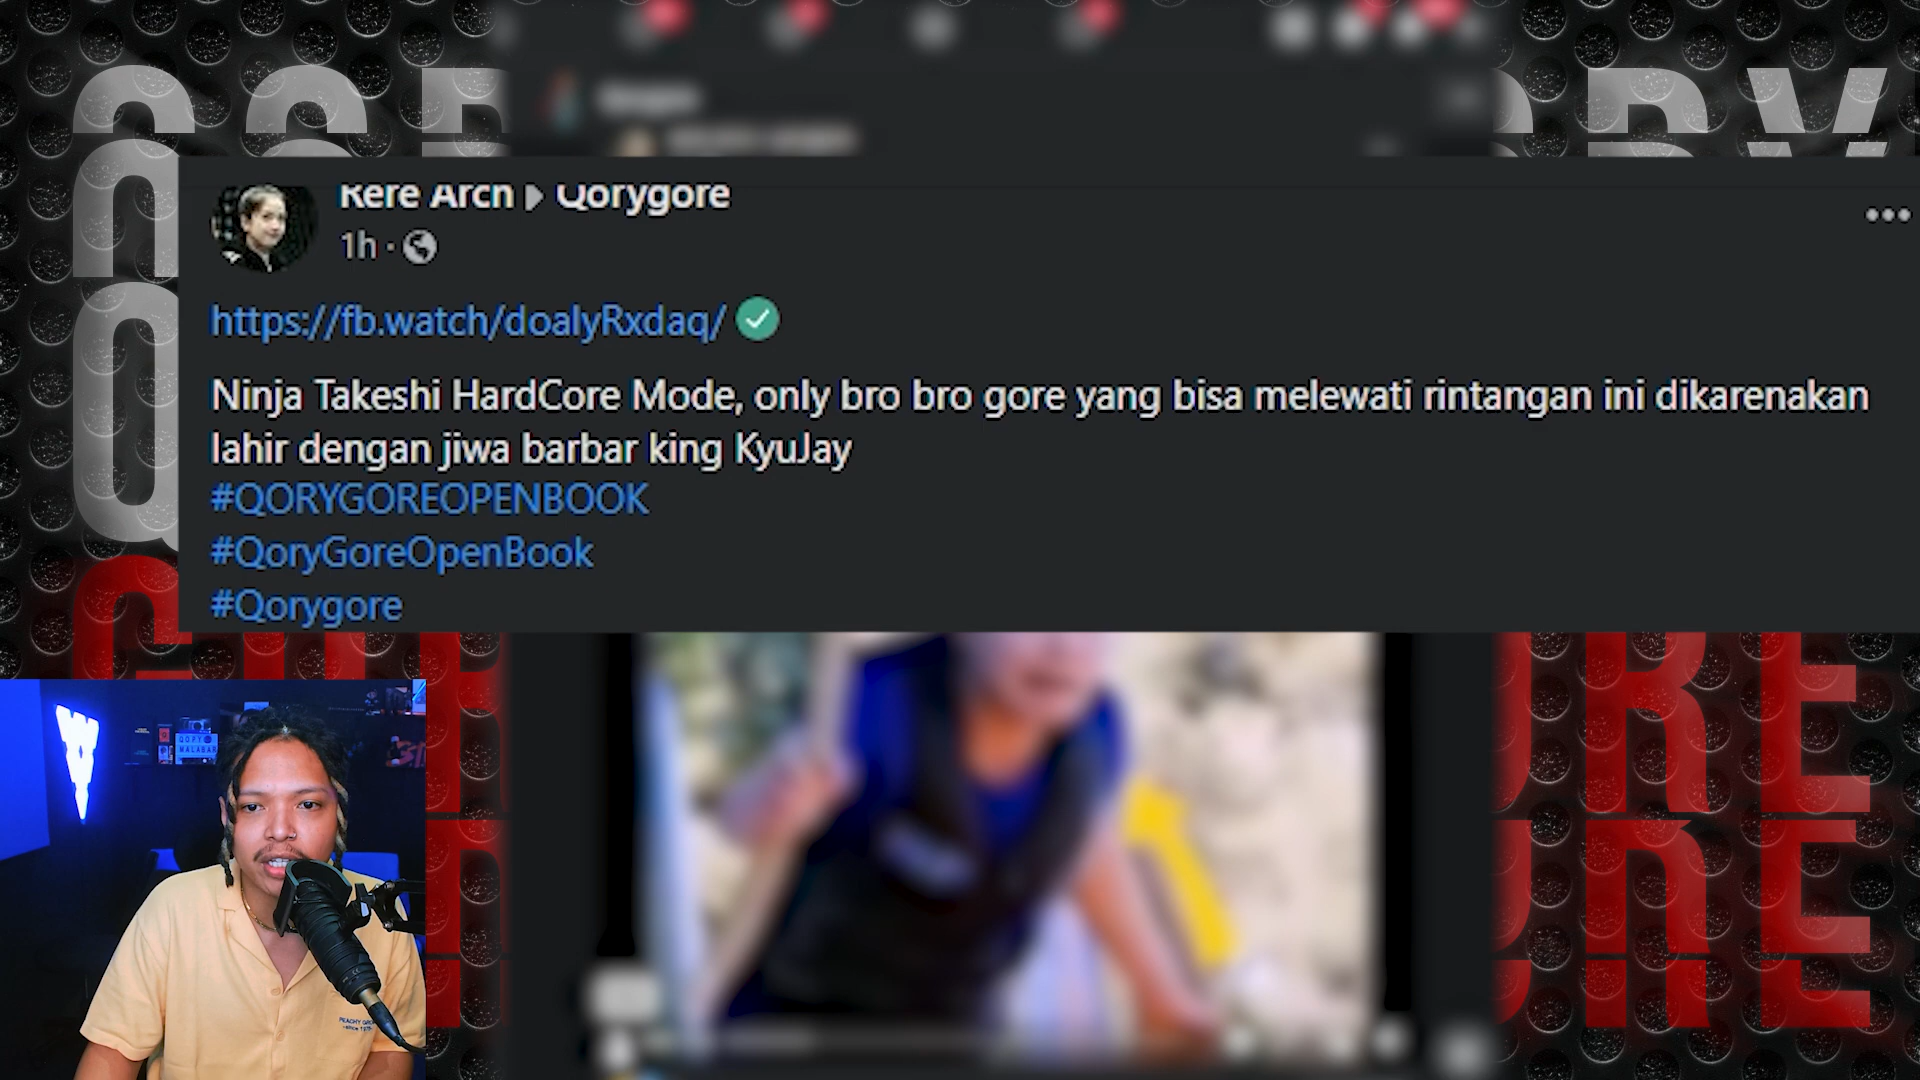 Rere Arch ▸ Qorygore
1h ·
https://fb.watch/doalyRxdaq/
Ninja Takeshi HardCore Mode, only bro bro gore yang bisa melewati rintangan ini dikarenakan
lahir dengan jiwa barbar king KyuJay
#QORYGOREOPENBOOK
#QoryGoreOpenBook
#Qorygore